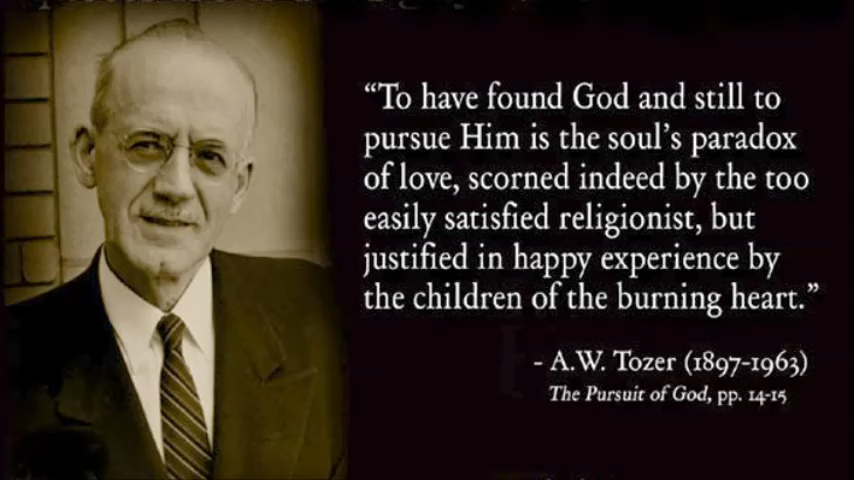 “To have found God and still to
pursue Him is the soul’s paradox
of love, scorned indeed by the too
easily satisfied religionist, but
justified in happy experience by
the children of the burning heart.”
- A.W. Tozer (1897-1963)
The Pursuit of God, pp. 14-15